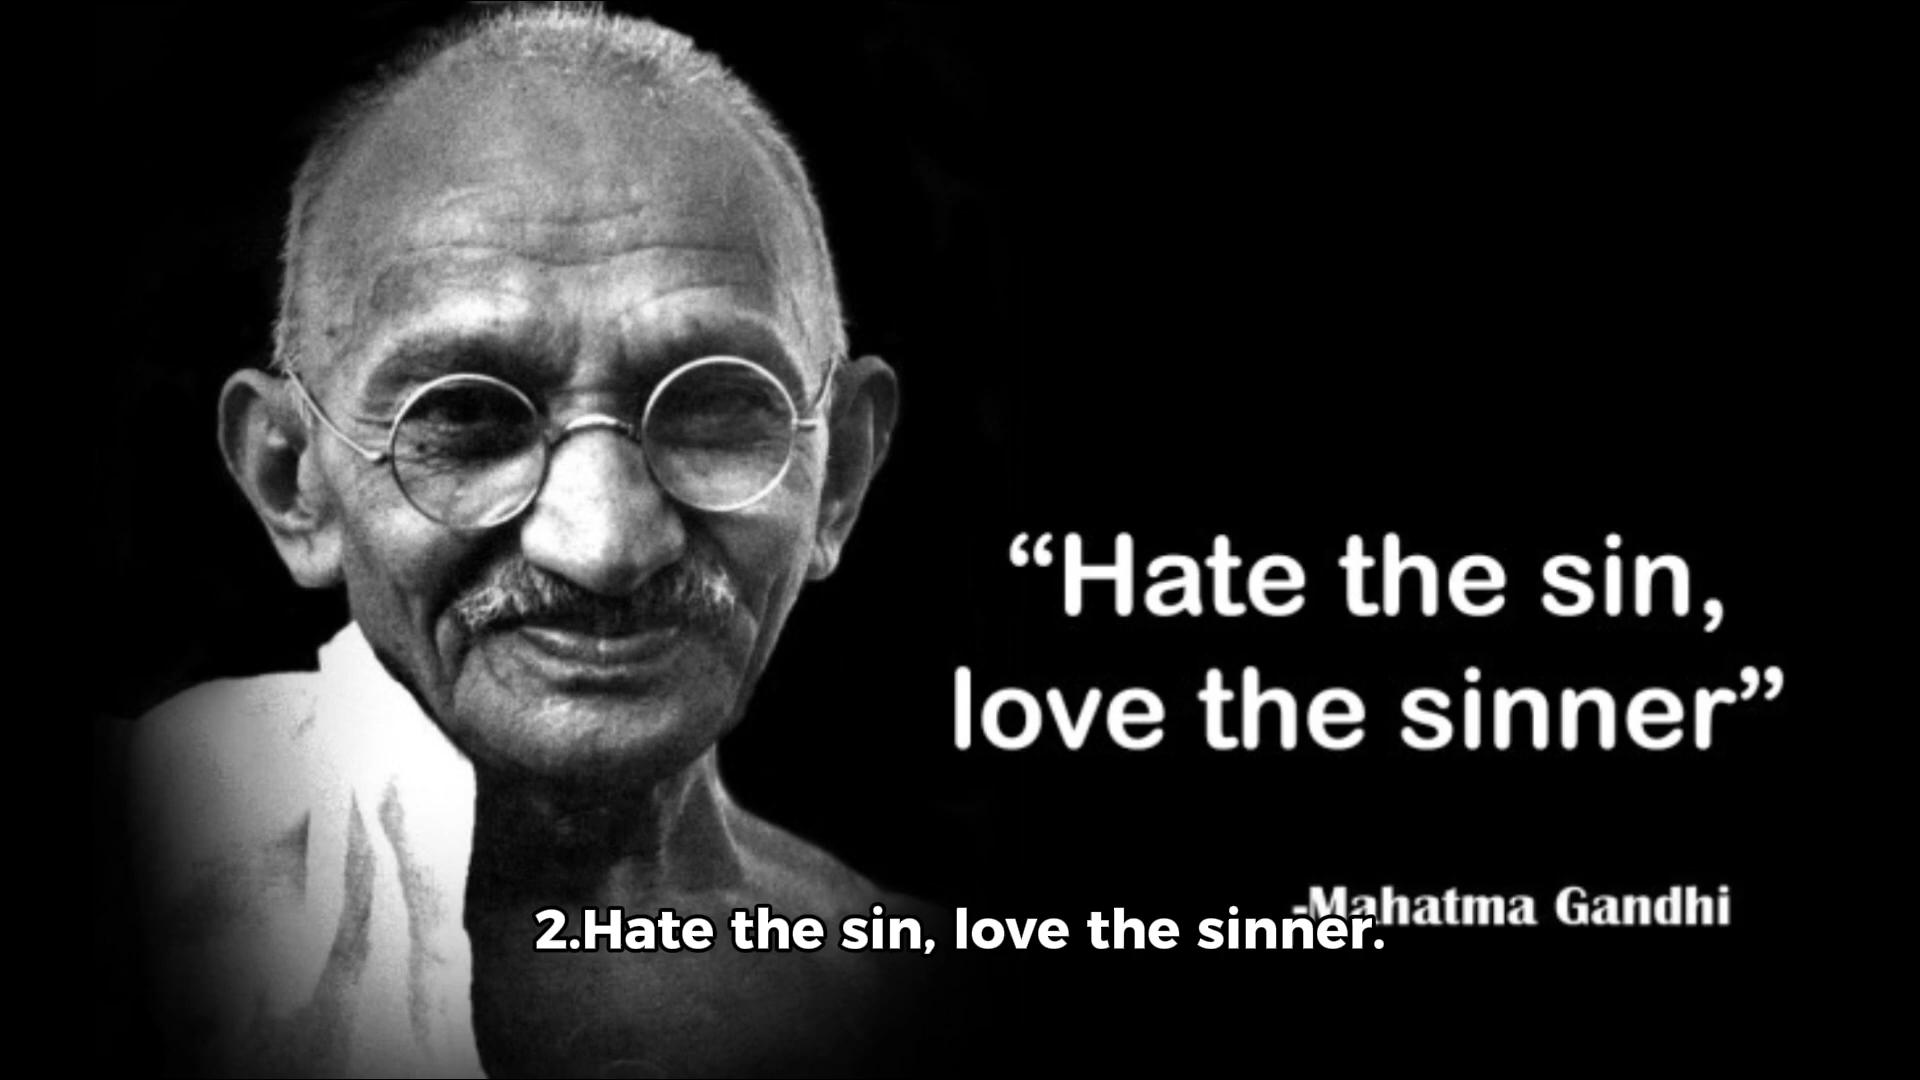 “Hate the sin,
love the sinner”
-Mahatma Gandhi
2.Hate the sin, love the sinner.